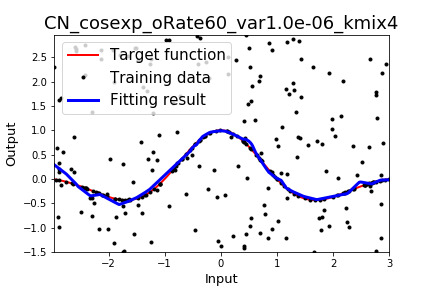 CN_cosexp_oRate60_var1.0e-06_kmix4
Target function
Training data
Fitting result
Output
2.5
2.0
1.5
1.0
0.5
0.0
−0.5
−1.0
−1.5
−2
−1
0
1
2
3
Input